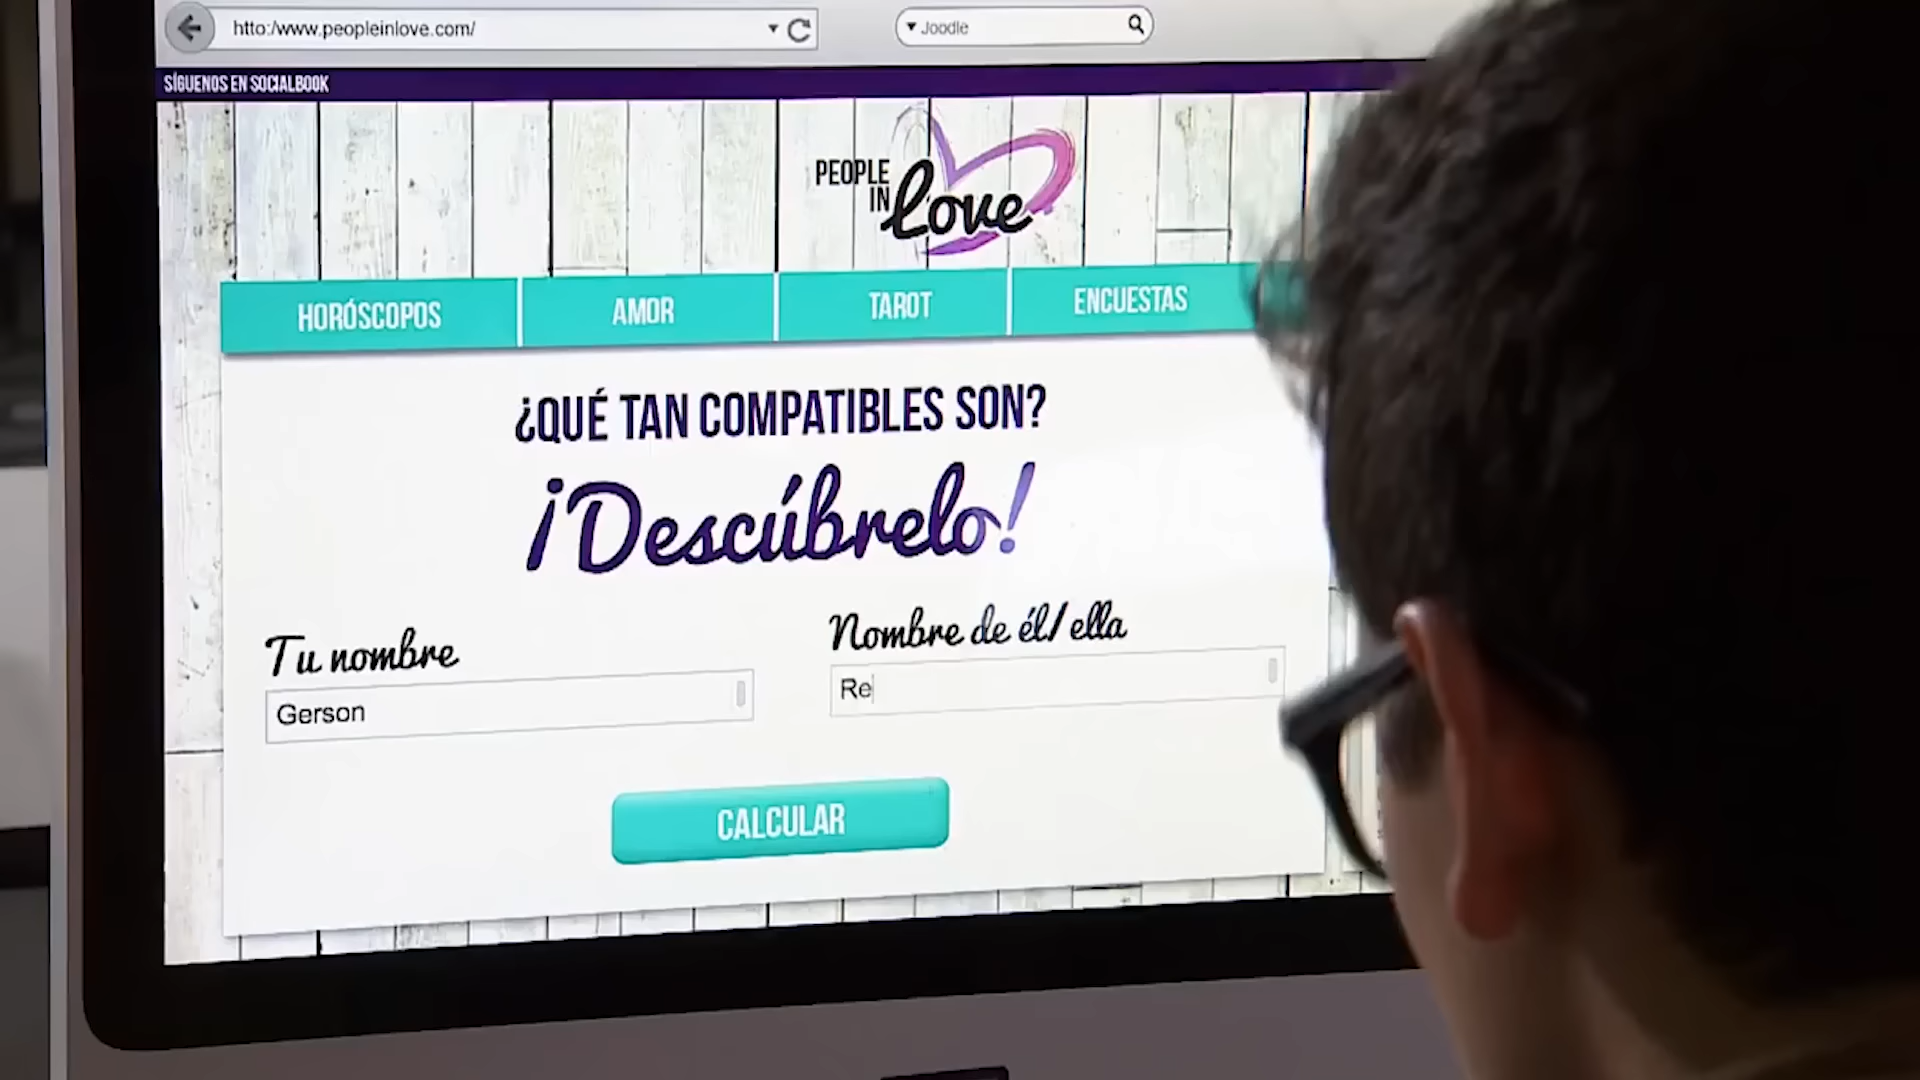 htto:/www.peopleinlove.com/
Joodle
SÍGUENOS EN SOCIALBOOK
PEOPLE
IN
Love
HORÓSCOPOS
AMOR
TAROT
ENCUESTAS
¿QUÉ TAN COMPATIBLES SON?
¡Descúbrelo!
Tu nombre
Nombre de él/ella
Gerson
Re
CALCULAR